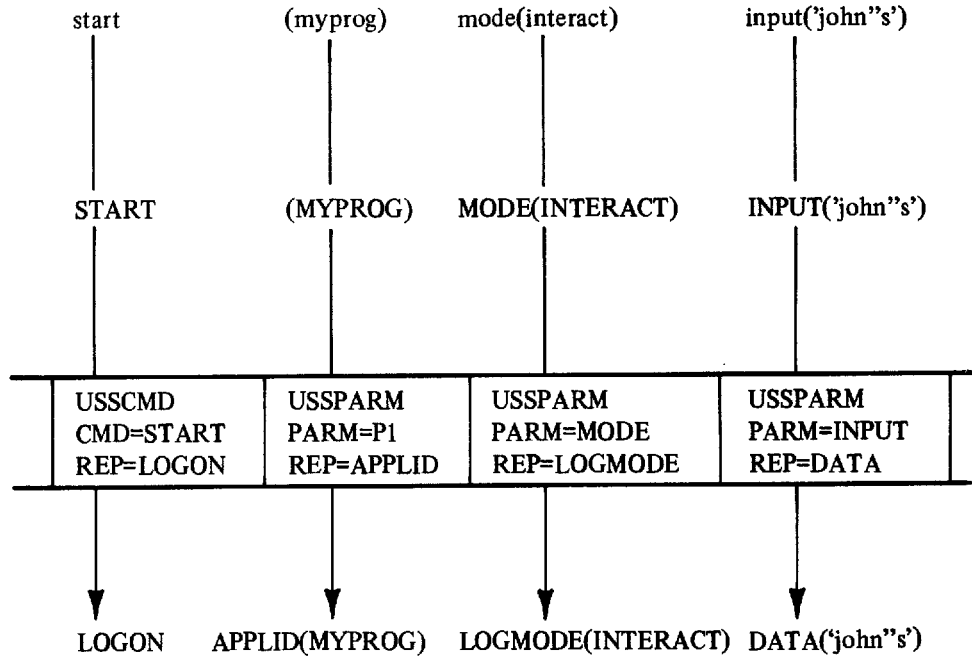 start (myprog) mode(interact) input('john''s')
START (MYPROG) MODE(INTERACT) INPUT('john''s')
USSCMD USSPARM USSPARM USSPARM
CMD=START PARM=P1 PARM=MODE PARM=INPUT
REP=LOGON REP=APPLID REP=LOGMODE REP=DATA
LOGON APPLID(MYPROG) LOGMODE(INTERACT) DATA('john''s')